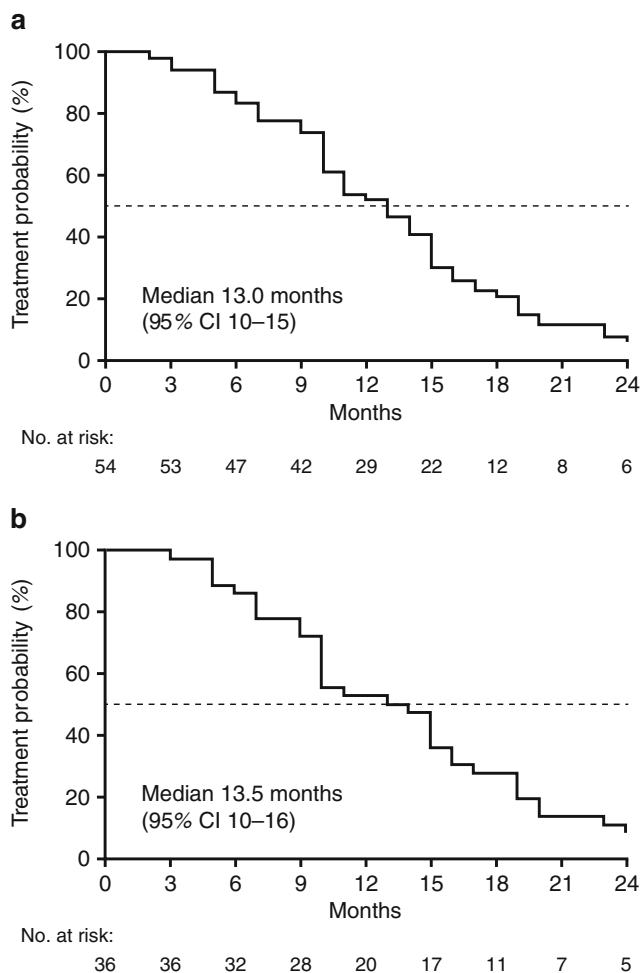 a
Treatment probability (%)
100
80
60
40
20
0
Median 13.0 months
(95% CI 10–15)
0 3 6 9 12 15 18 21 24
Months
No. at risk:
54 53 47 42 29 22 12 8 6
b
Treatment probability (%)
100
80
60
40
20
0
Median 13.5 months
(95% CI 10–16)
0 3 6 9 12 15 18 21 24
Months
No. at risk:
36 36 32 28 20 17 11 7 5